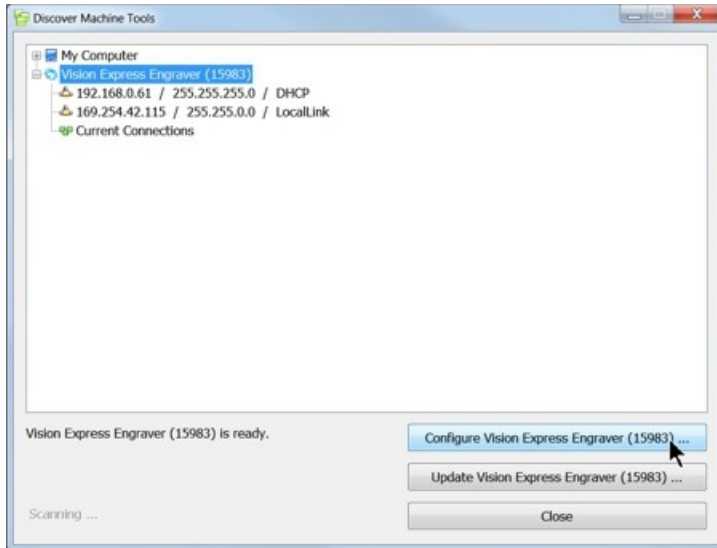 Discover Machine Tools
My Computer
Vision Express Engraver (15983)
192.168.0.61 / 255.255.255.0 / DHCP
169.254.42.115 / 255.255.0.0 / LocalLink
Current Connections
Vision Express Engraver (15983) is ready.
Configure Vision Express Engraver (15983) ...
Update Vision Express Engraver (15983) ...
Scanning ...
Close